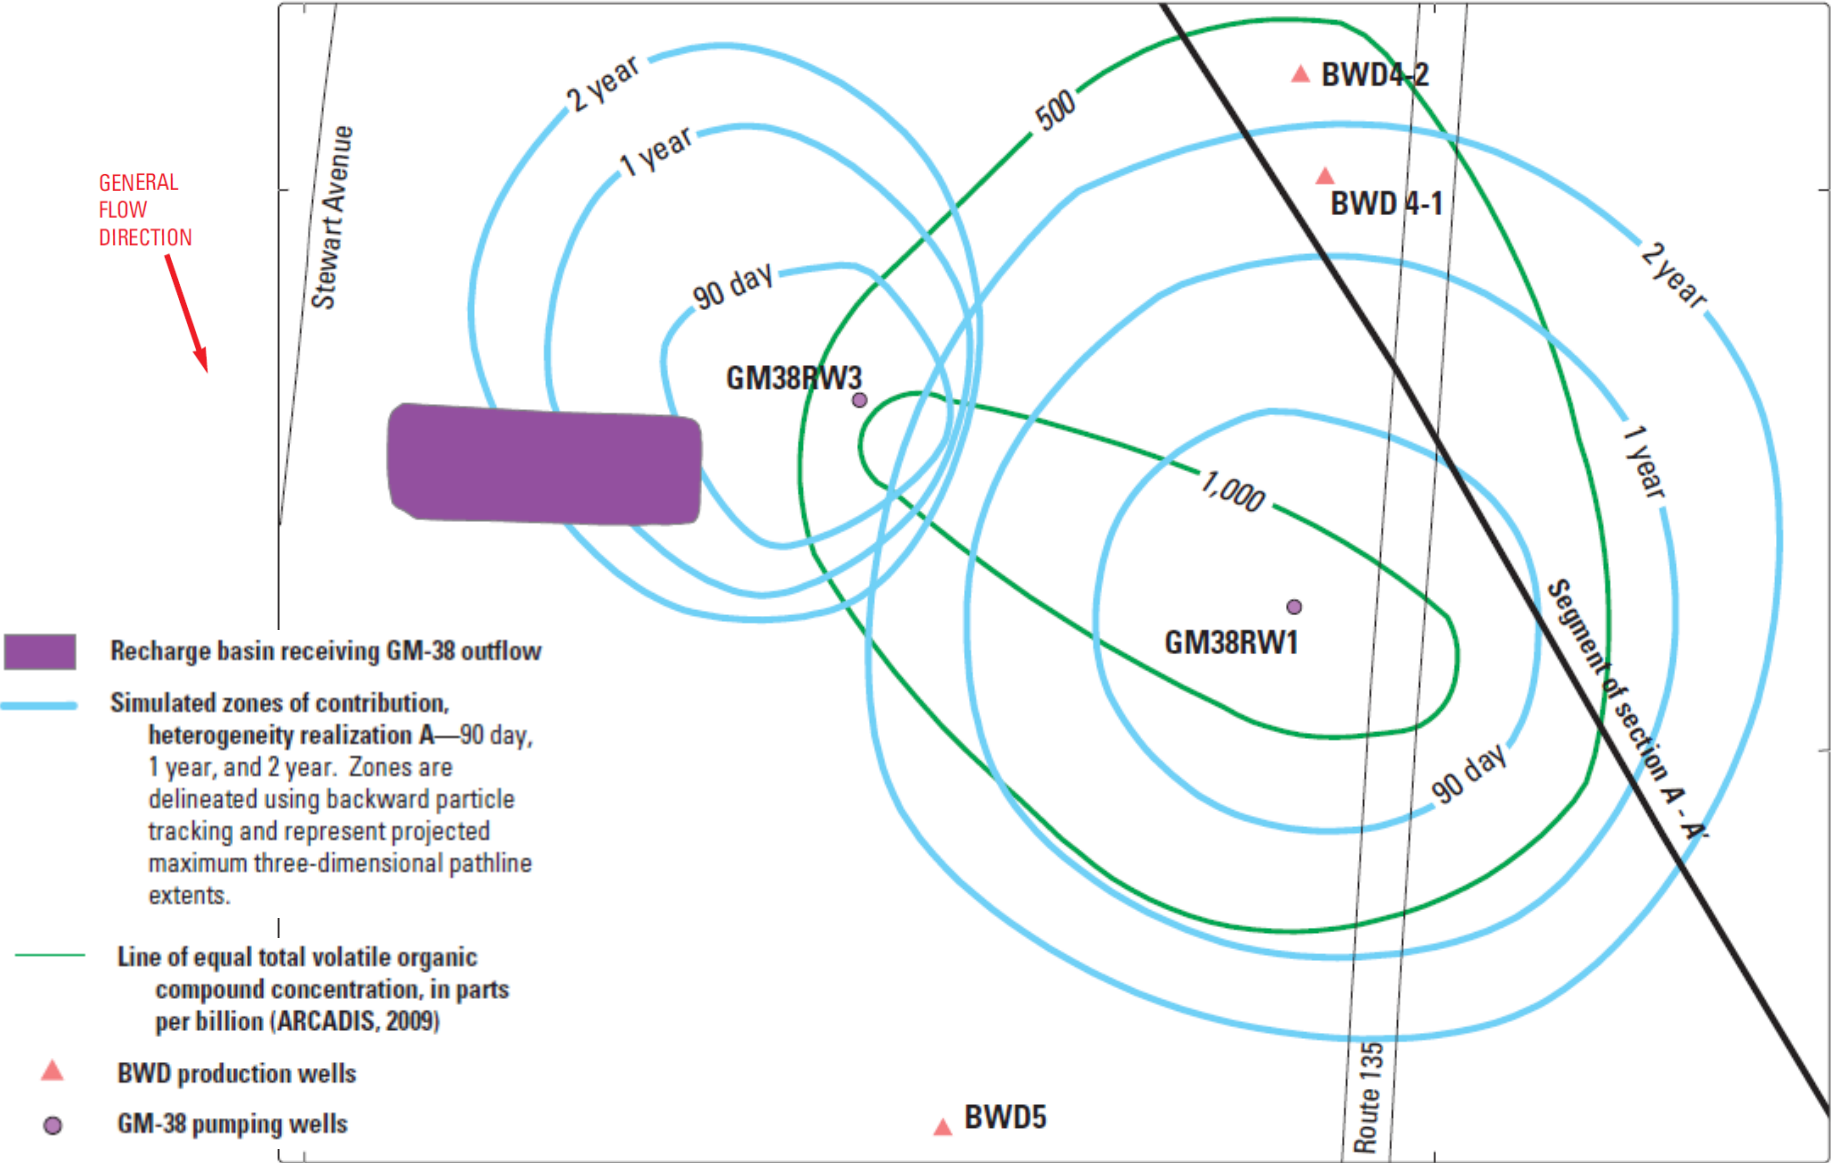 2 year
500
BWD4-2
1 year
GENERAL
FLOW
DIRECTION
Stewart Avenue
BWD 4-1
90 day
2 year
GM38RW3
1 year
1,000
Segment of section A - A'
GM38RW1
90 day
Recharge basin receiving GM-38 outflow
Simulated zones of contribution,
heterogeneity realization A—90 day,
1 year, and 2 year. Zones are
delineated using backward particle
tracking and represent projected
maximum three-dimensional pathline
extents.
Line of equal total volatile organic
compound concentration, in parts
per billion (ARCADIS, 2009)
BWD production wells
GM-38 pumping wells
BWD5
Route 135